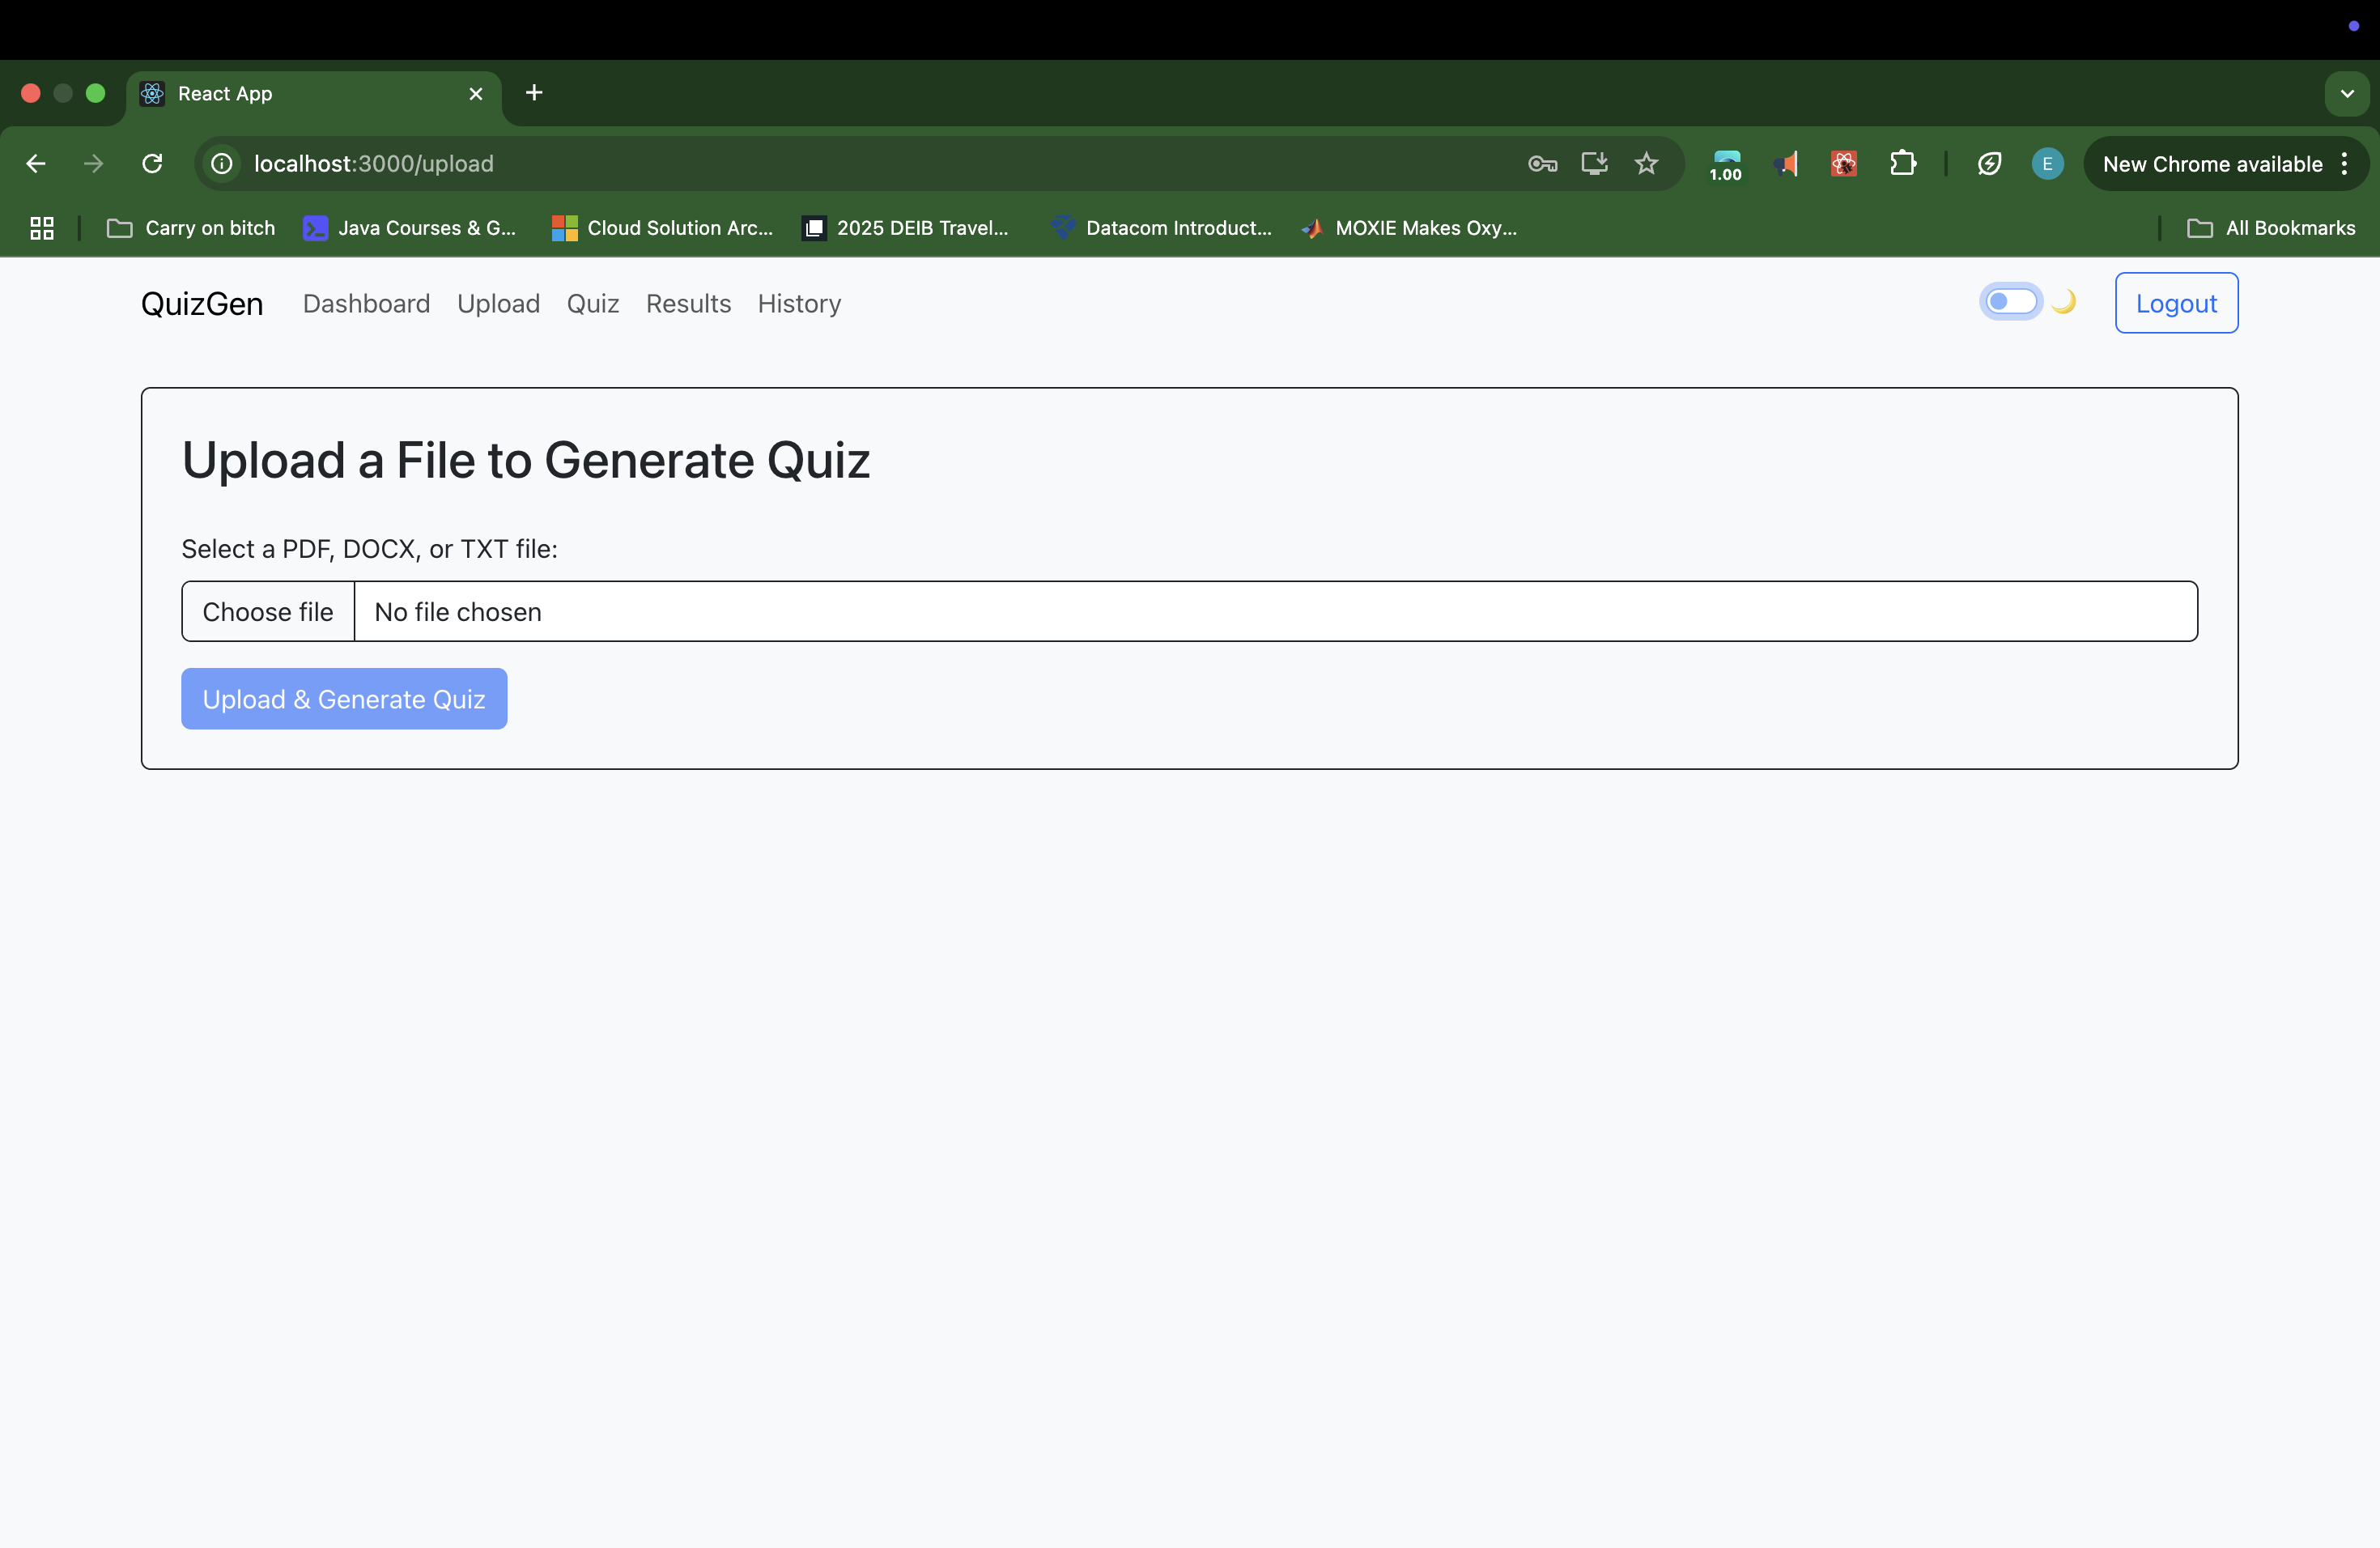 React App
localhost:3000/upload
1.00
E
New Chrome available
Carry on bitch
Java Courses & G...
Cloud Solution Arc...
2025 DEIB Travel...
Datacom Introduct...
MOXIE Makes Oxy...
All Bookmarks
QuizGen
Dashboard
Upload
Quiz
Results
History
Logout
Upload a File to Generate Quiz
Select a PDF, DOCX, or TXT file:
Choose file
No file chosen
Upload & Generate Quiz